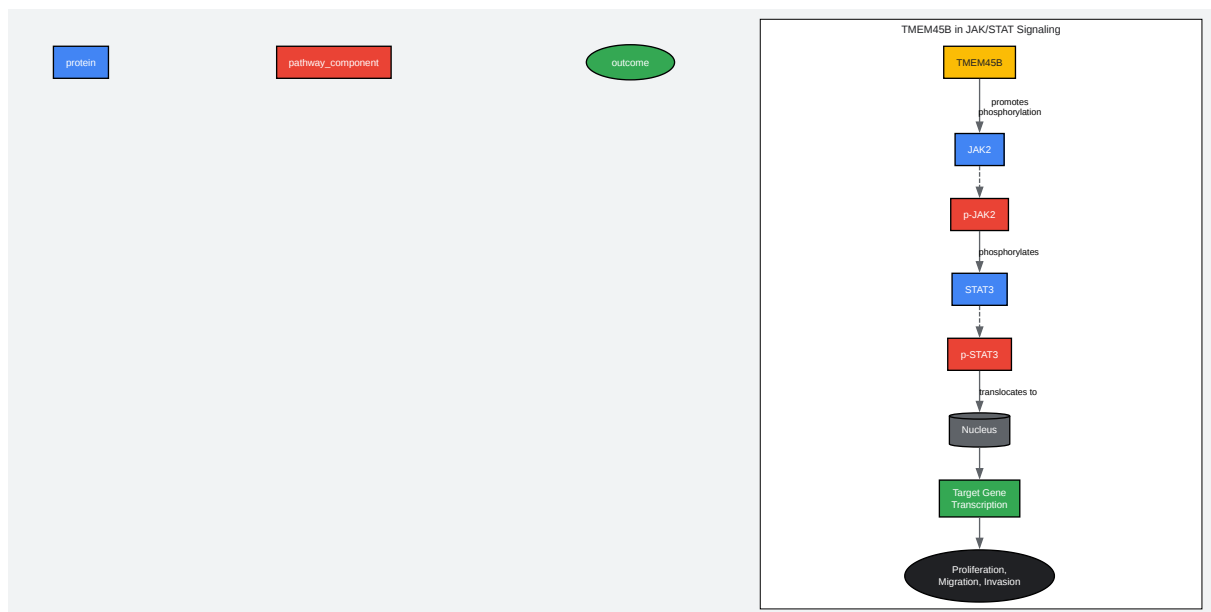 TMEM45B in JAK/STAT Signaling
protein
pathway_component
outcome
TMEM45B
promotes
phosphorylation
JAK2
p-JAK2
phosphorylates
STAT3
p-STAT3
translocates to
Nucleus
Target Gene
Transcription
Proliferation,
Migration, Invasion